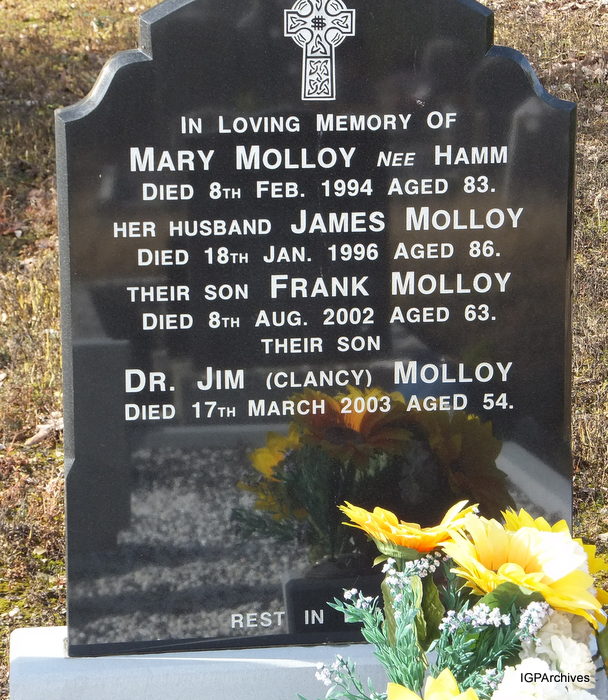 In Loving Memory Of
Mary Molloy nee Hamm
Died 8th Feb. 1994 Aged 83.
her husband James Molloy
Died 18th Jan. 1996 Aged 86.
their son Frank Molloy
Died 8th Aug. 2002 Aged 63.
their son
Dr. Jim (Clancy) Molloy
Died 17th March 2003 Aged 54.
Rest in
IGPArchives